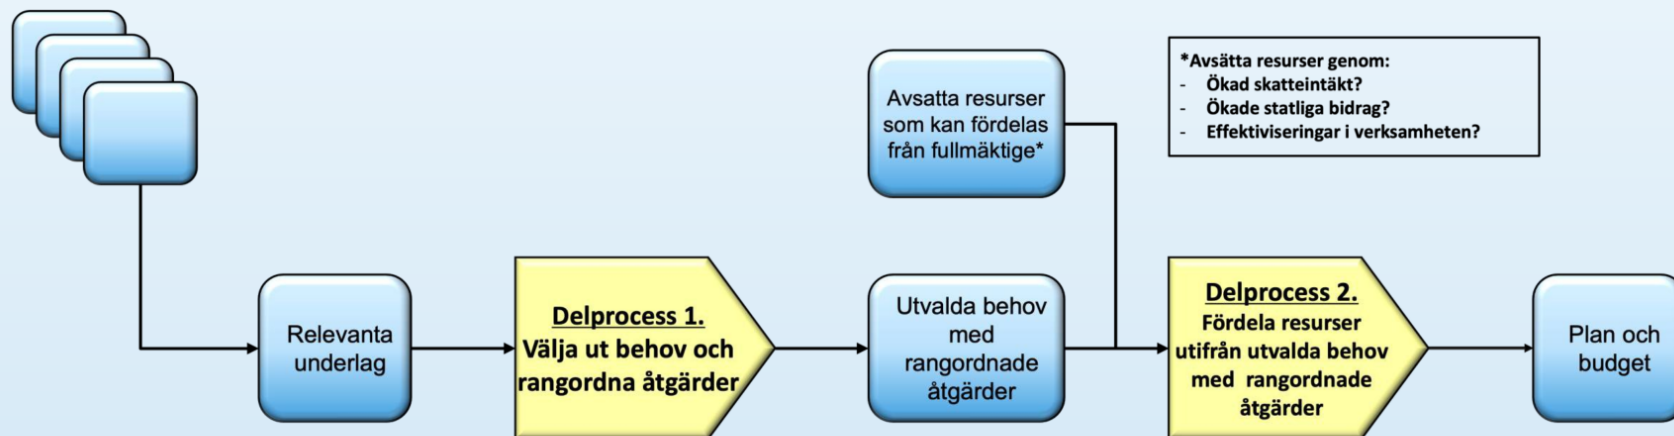 Relevanta
underlag
Delprocess 1.
Välja ut behov och
rangordna åtgärder
Avsatta resurser
som kan fördelas
från fullmäktige*
Utvalda behov
med
rangordnade
åtgärder
*Avsätta resurser genom:
- Ökad skatteintäkt?
- Ökade statliga bidrag?
- Effektiviseringar i verksamheten?
Delprocess 2.
Fördela resurser
utifrån utvalda behov
med rangordnade
åtgärder
Plan och
budget